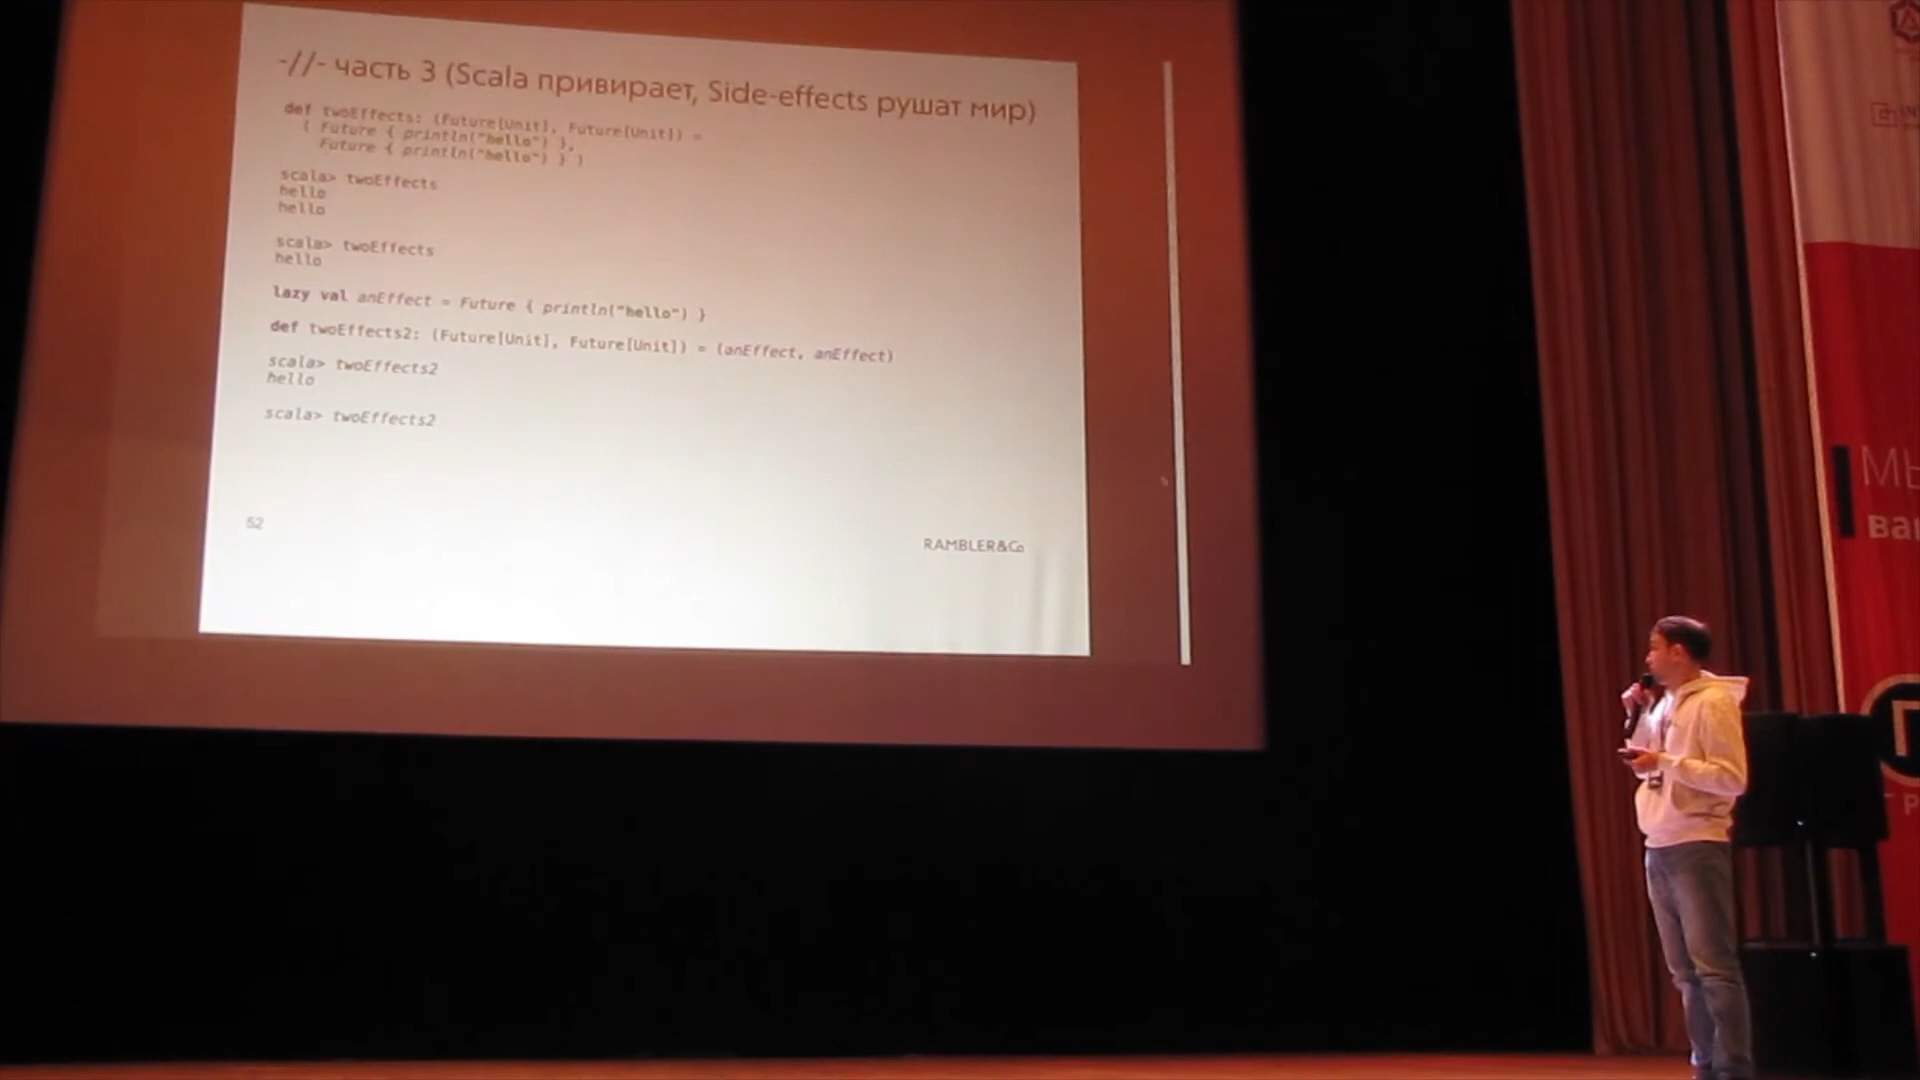 -//- часть 3 (Scala привирает, Side-effects рушат мир)
def twoEffects: (Future[Unit], Future[Unit]) =
( Future { println("hello") },
Future { println("hello") } )
scala> twoEffects
hello
hello
scala> twoEffects
hello
lazy val anEffect = Future { println("hello") }
def twoEffects2: (Future[Unit], Future[Unit]) = (anEffect, anEffect)
scala> twoEffects2
hello
scala> twoEffects2
52
RAMBLER&Co